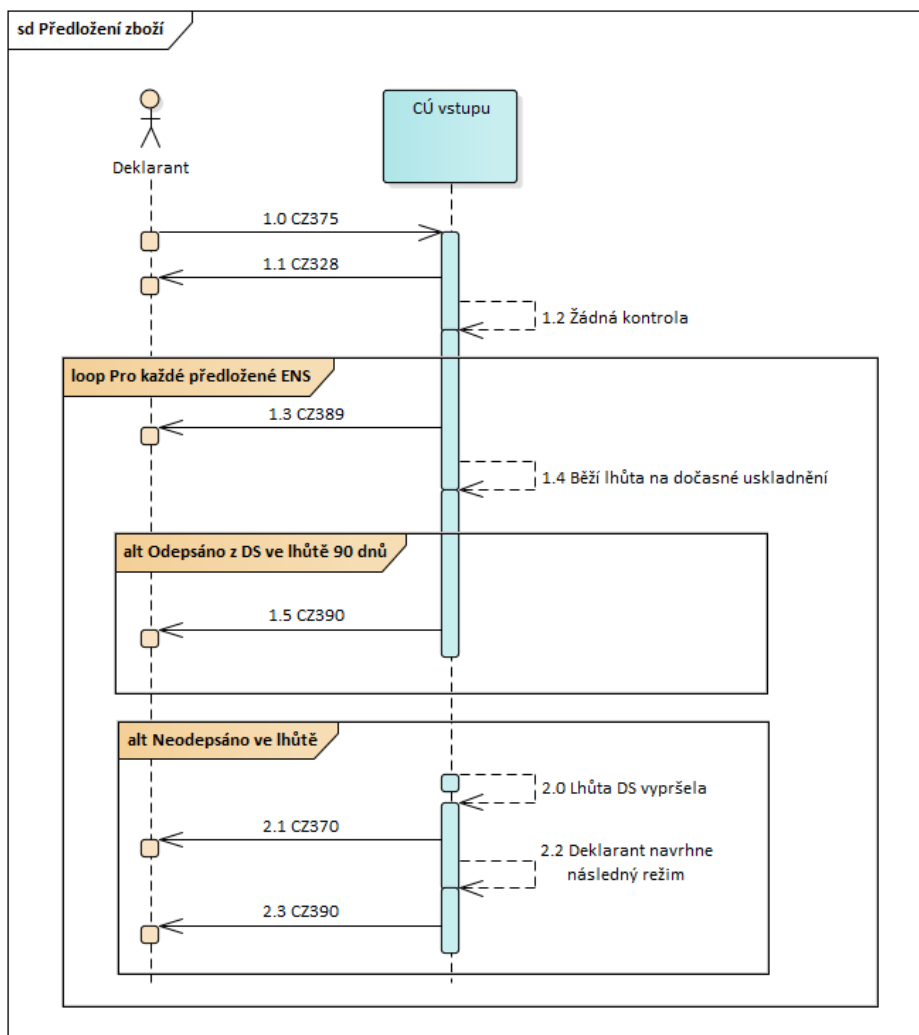 sd Předložení zboží
CÚ vstupu
Deklarant
1.0 CZ375
1.1 CZ328
1.2 Žádná kontrola
loop Pro každé předložené ENS
1.3 CZ389
1.4 Běží lhůta na dočasné uskladnění
alt Odepsáno z DS ve lhůtě 90 dnů
1.5 CZ390
alt Neodepsáno ve lhůtě
2.0 Lhůta DS vypršela
2.1 CZ370
2.2 Deklarant navrhne
následný režim
2.3 CZ390